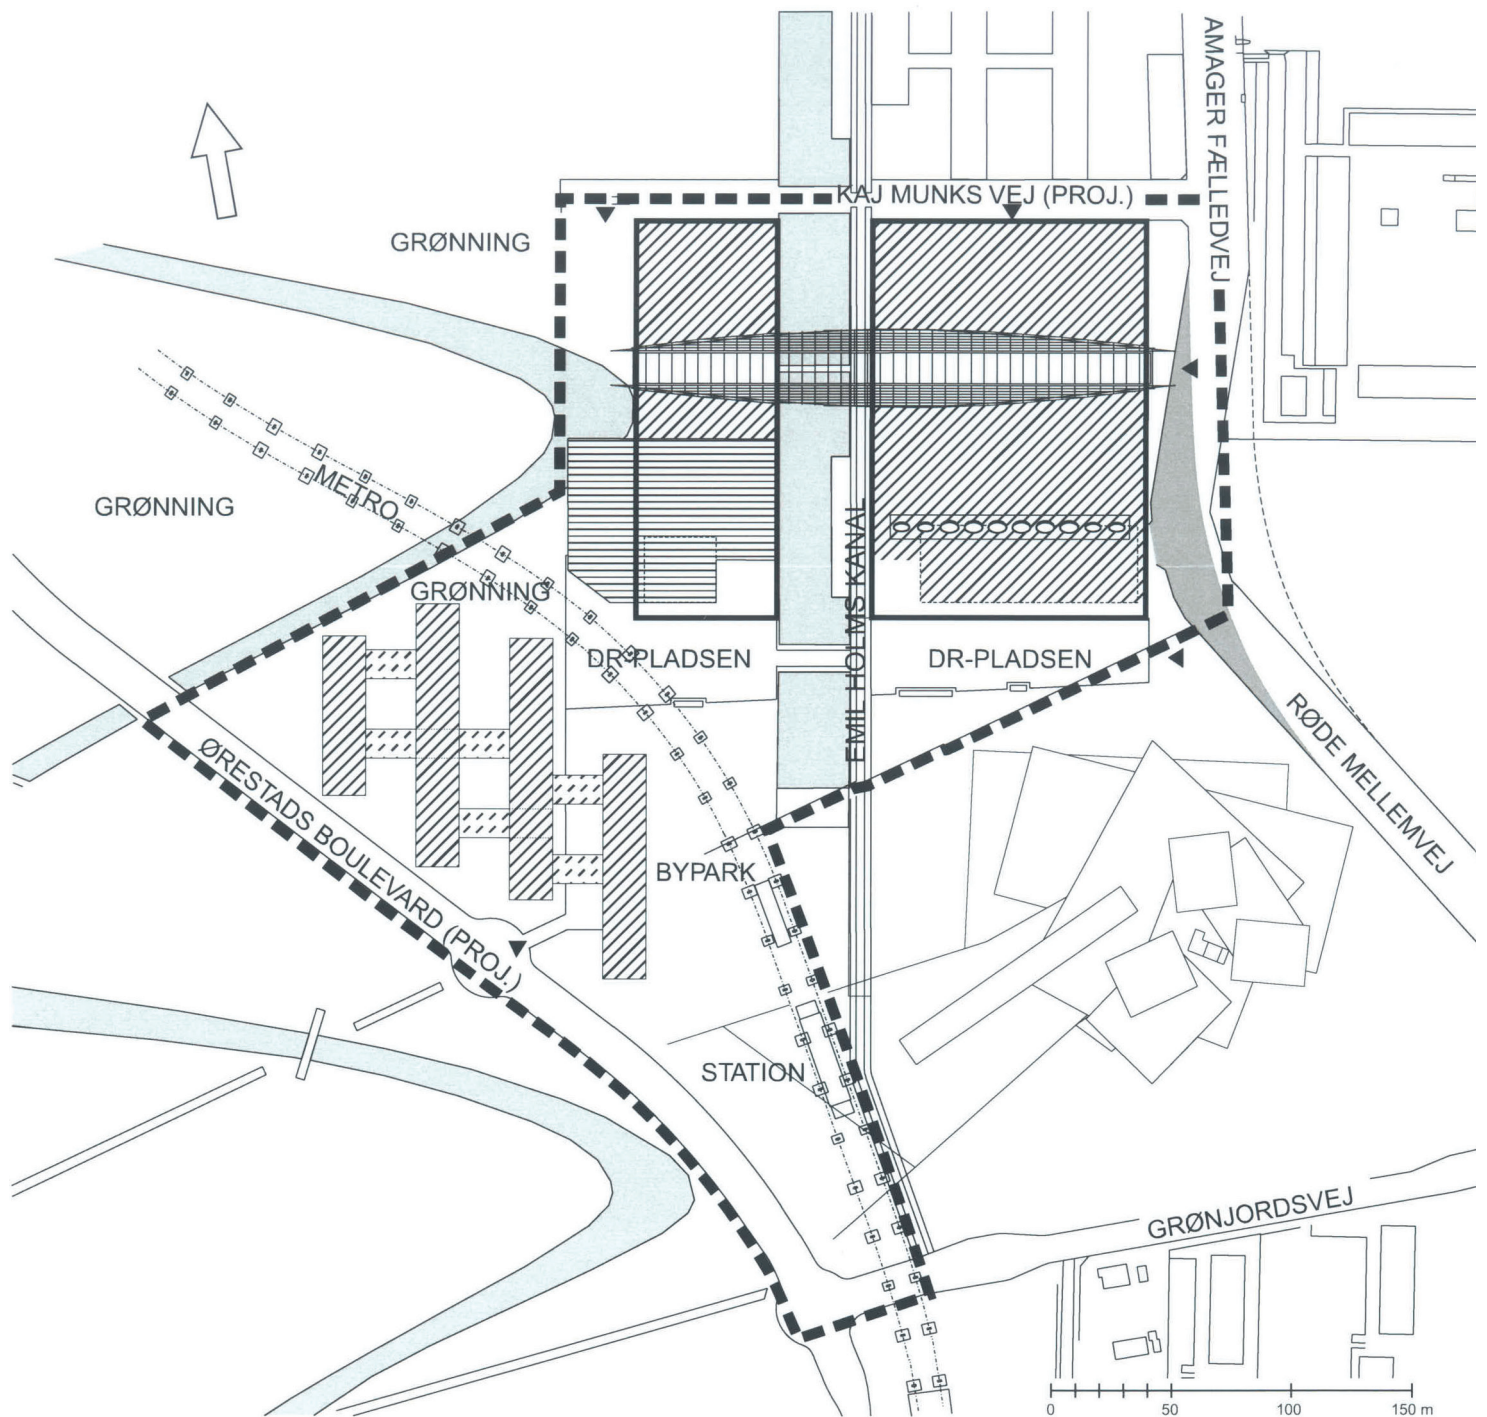 AMAGER FÆLLEDVEJ
KAJ MUNKS VEJ (PROJ.)
GRØNNING
METRO
GRØNNING
GRØNNING
EMIL HOLMS KANAL
DR-PLADSEN
DR-PLADSEN
RØDE MELLEMVEJ
ØRESTADS BOULEVARD (PROJ.)
BYPARK
STATION
GRØNJORDSVEJ
0 50 100 150 m